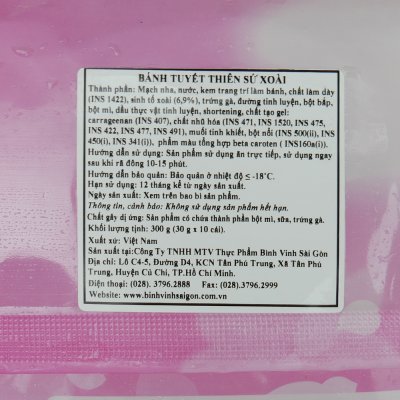 BÁNH TUYẾT THIÊN SỨ XOÀI
Thành phần: Mạch nha, nước, kem trang trí làm bánh, chất làm dày
(INS 1422), sinh tố xoài (6,9%), trứng gà, đường tinh luyện, bột bắp,
bột mì, dầu thực vật tinh luyện, shortening, chất tạo gel:
carrageenan (INS 407), chất nhũ hóa (INS 471, INS 1520, INS 475,
INS 422, INS 477, INS 491), muối tinh khiết, bột nổi (INS 500(ii), INS
450(i), INS 341(i)), phẩm màu tổng hợp beta caroten ( INS160a(i)).
Hướng dẫn sử dụng: Sản phẩm sử dụng ăn trực tiếp, sử dụng ngay
sau khi rã đông 10-15 phút.
Hướng dẫn bảo quản: Bảo quản ở nhiệt độ ≤ -18°C.
Hạn sử dụng: 12 tháng kể từ ngày sản xuất.
Ngày sản xuất: Xem trên bao bì sản phẩm.
Thông tin, cảnh báo: Không sử dụng sản phẩm hết hạn.
Chất gây dị ứng: Sản phẩm có chứa thành phần bột mì, sữa, trứng gà.
Khối lượng tịnh: 300 g (30 g x 10 cái).
Xuất xứ: Việt Nam
Sản xuất tại:Công Ty TNHH MTV Thực Phẩm Bình Vinh Sài Gòn
Địa chỉ: Lô C4-5, Đường D4, KCN Tân Phú Trung, Xã Tân Phú
Trung, Huyện Củ Chi, TP.Hồ Chí Minh.
Điện thoại: (028). 3796.2888    Fax:(028).3796.2999
Website: www.binhvinhsaigon.com.vn